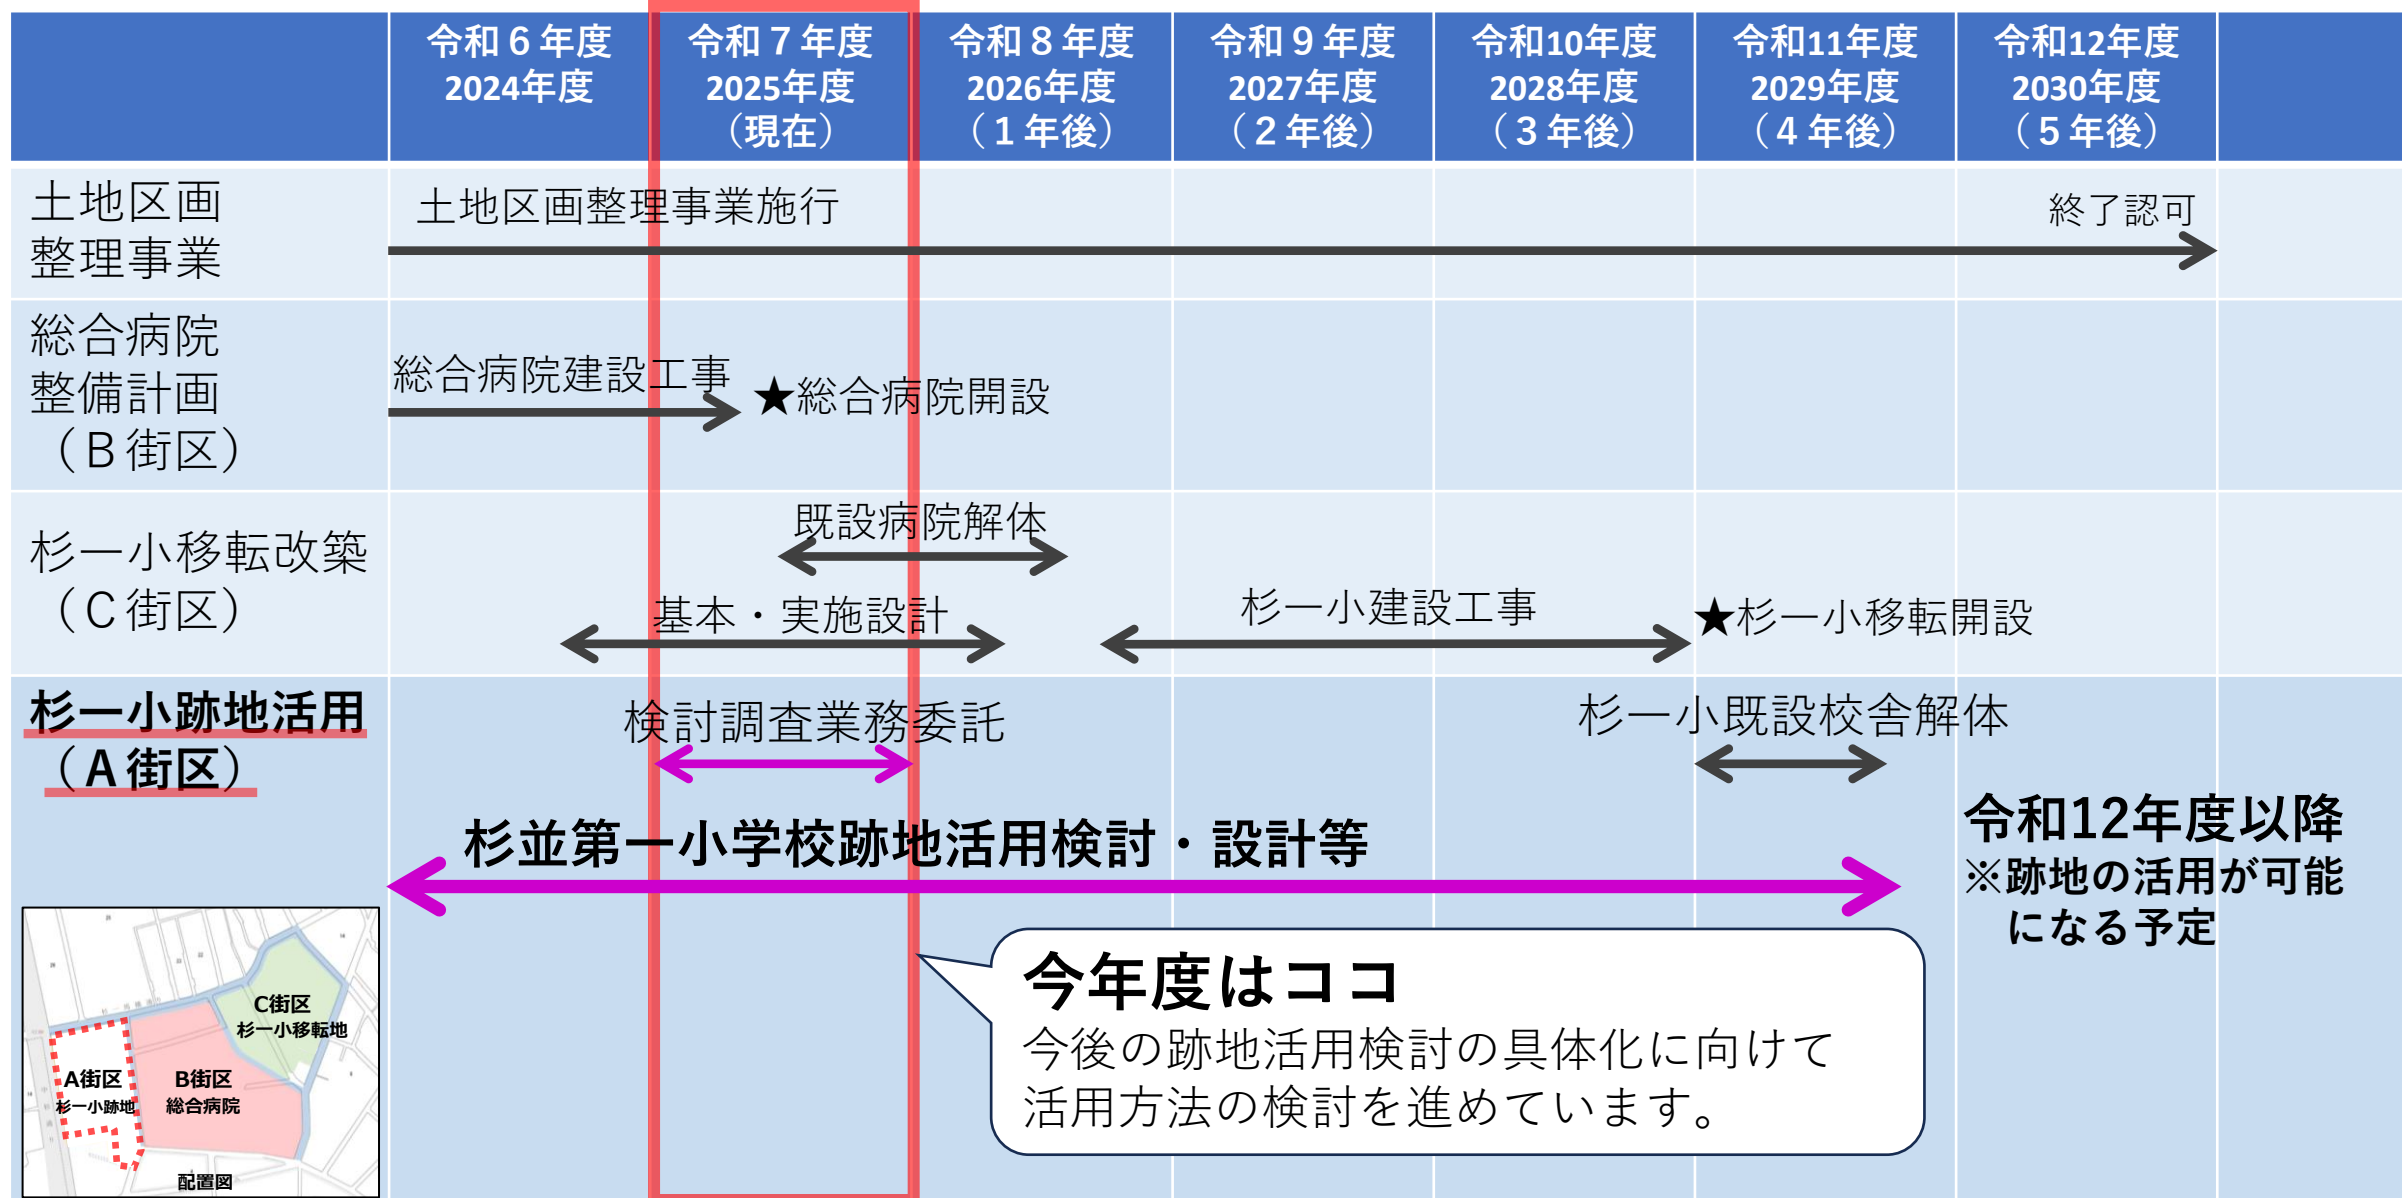 令和６年度
2024年度
令和７年度
2025年度
（現在）
令和８年度
2026年度
（１年後）
令和９年度
2027年度
（２年後）
令和10年度
2028年度
（３年後）
令和11年度
2029年度
（４年後）
令和12年度
2030年度
（５年後）
土地区画
整理事業
土地区画整理事業施行
終了認可
総合病院
整備計画
（Ｂ街区）
総合病院建設工事
★総合病院開設
杉一小移転改築
（Ｃ街区）
既設病院解体
基本・実施設計
杉一小建設工事
★杉一小移転開設
杉一小跡地活用
（Ａ街区）
検討調査業務委託
杉一小既設校舎解体
杉並第一小学校跡地活用検討・設計等
令和12年度以降
※跡地の活用が可能
になる予定
今年度はココ
今後の跡地活用検討の具体化に向けて
活用方法の検討を進めています。
C街区
杉一小移転地
A街区
杉一小跡地
B街区
総合病院
配置図